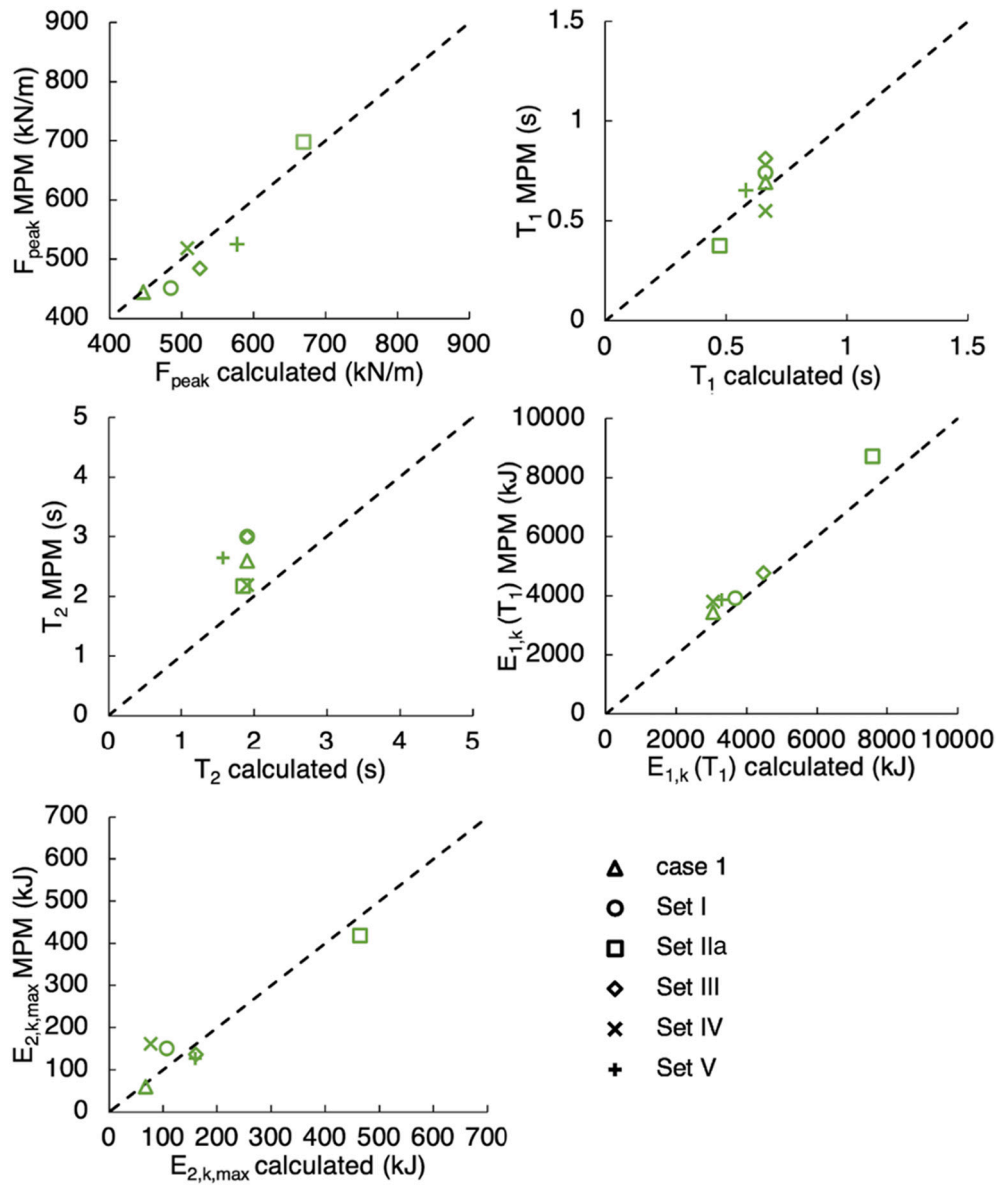 900
800
700
600
500
400
F_peak MPM (kN/m)
400 500 600 700 800 900
F_peak calculated (kN/m)
1.5
1
0.5
0
T_1 MPM (s)
0 0.5 1 1.5
T_1 calculated (s)
5
4
3
2
1
0
T_2 MPM (s)
0 1 2 3 4 5
T_2 calculated (s)
10000
8000
6000
4000
2000
0
E_1,k (T_1) MPM (kJ)
0 2000 4000 6000 8000 10000
E_1,k (T_1) calculated (kJ)
700
600
500
400
300
200
100
0
E_2,k,max MPM (kJ)
0 100 200 300 400 500 600 700
E_2,k,max calculated (kJ)
case 1
Set I
Set IIa
Set III
Set IV
Set V